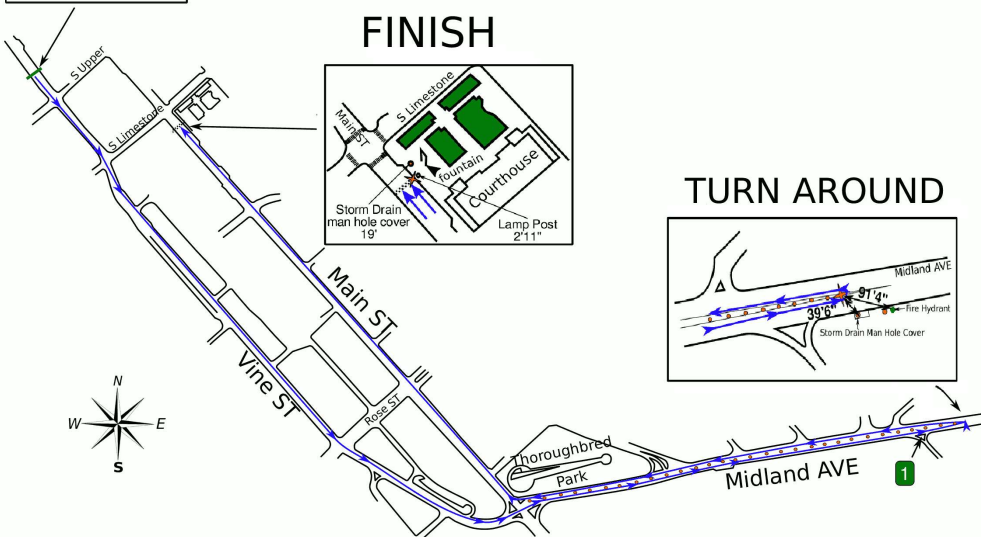 FINISH
S Upper
S Limestone
S Limestone
Main ST
fountain
Courthouse
Storm Drain
man hole cover
19'
Lamp Post
2'11"
TURN AROUND
Midland AVE
91'4"
39'6"
Fire Hydrant
Storm Drain Man Hole Cover
Main ST
Vine ST
Rose ST
N
W
E
S
Thoroughbred
Park
Midland AVE
1